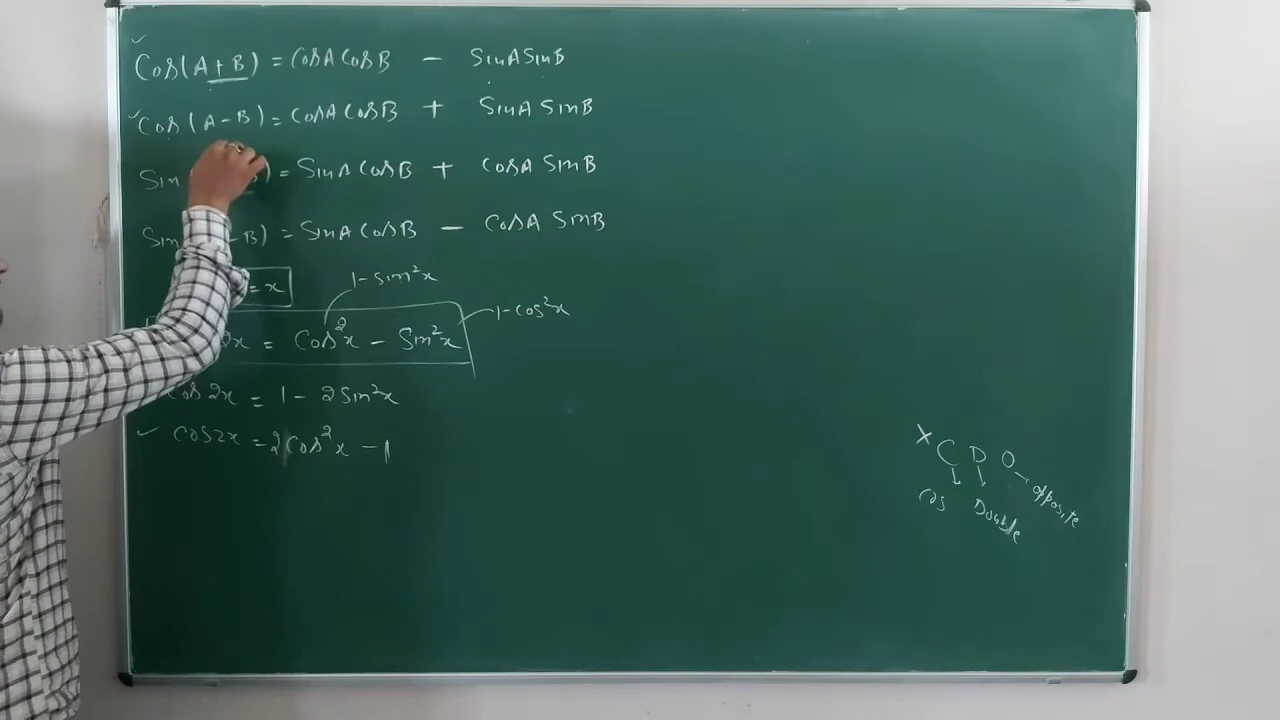 Cos(A+B) = CosA CosB - SinA SinB
Cos(A-B) = CosA CosB + SinA SinB
Sin B) = SinA CosB + CosA SinB
Sin -B) = SinA CosB - CosA SinB
= x
1-Sin²x
1-Cos²x
2x = Cos²x - Sin²x
Cos 2x = 1 - 2Sin²x
✓ Cos2x = 2Cos²x - 1
× C D O
Cos Double opposite